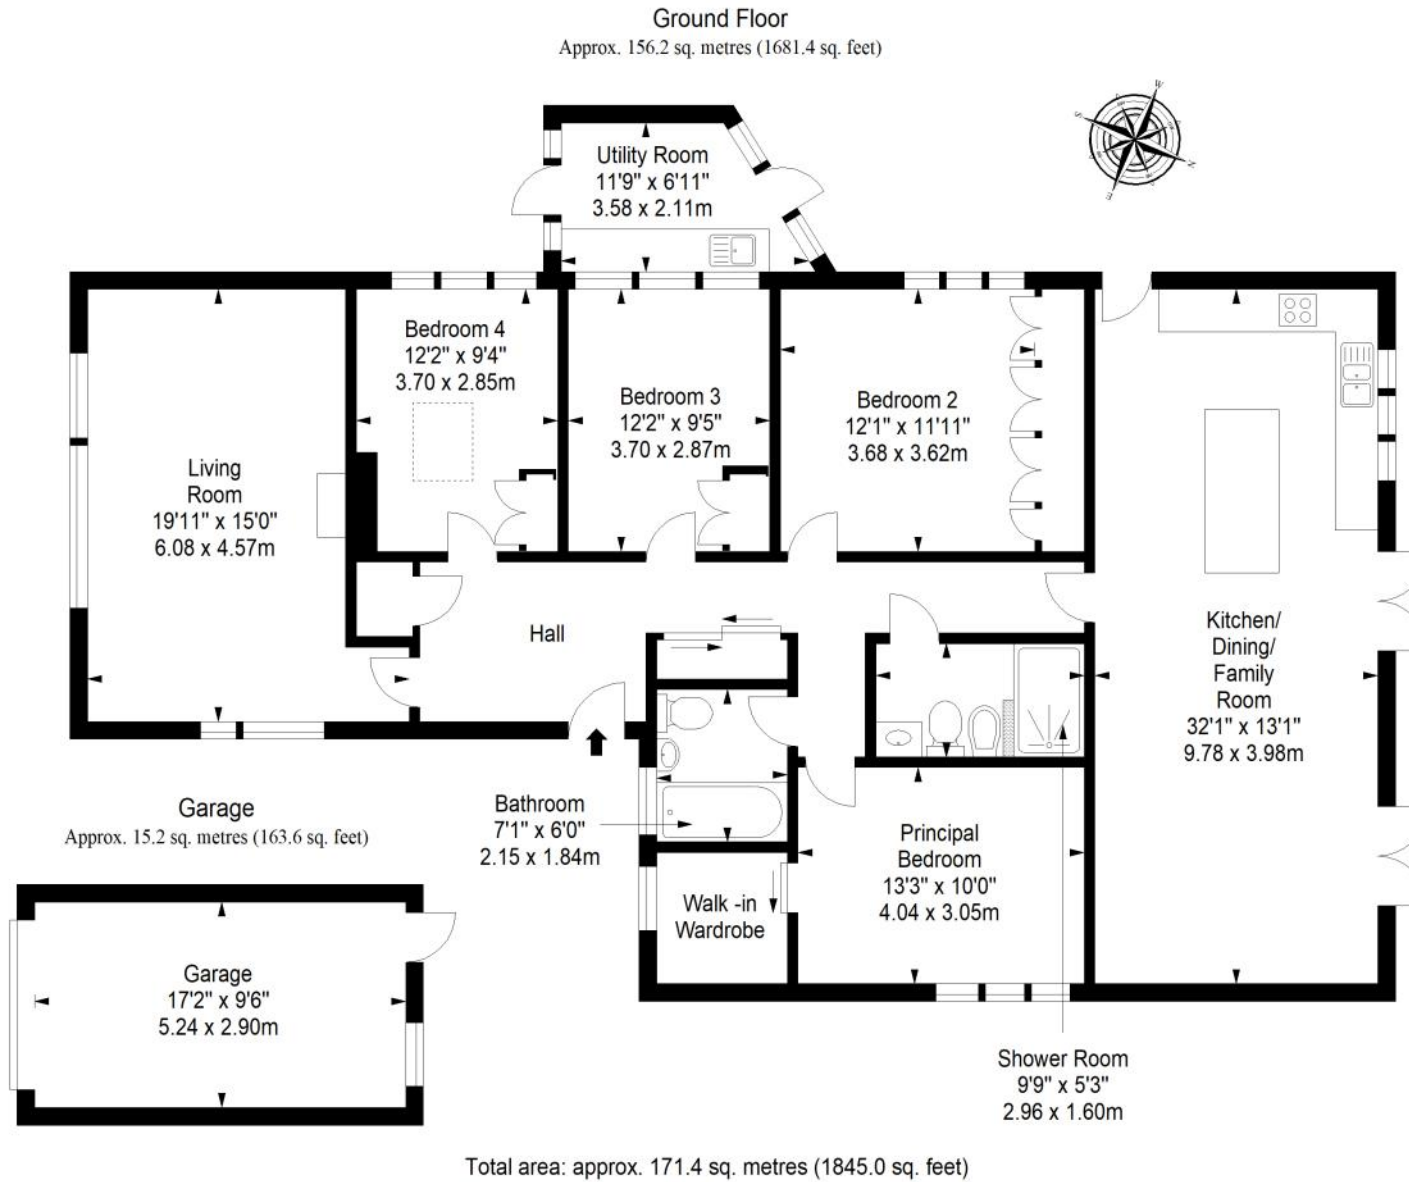 Ground Floor
Approx. 156.2 sq. metres (1681.4 sq. feet)
W
S
N
E
Utility Room
11'9" x 6'11"
3.58 x 2.11m
Bedroom 4
12'2" x 9'4"
3.70 x 2.85m
Bedroom 3
12'2" x 9'5"
3.70 x 2.87m
Bedroom 2
12'1" x 11'11"
3.68 x 3.62m
Living
Room
19'11" x 15'0"
6.08 x 4.57m
Hall
Kitchen/
Dining/
Family
Room
32'1" x 13'1"
9.78 x 3.98m
Garage
Approx. 15.2 sq. metres (163.6 sq. feet)
Bathroom
7'1" x 6'0"
2.15 x 1.84m
Principal
Bedroom
13'3" x 10'0"
4.04 x 3.05m
Walk -in
Wardrobe
Garage
17'2" x 9'6"
5.24 x 2.90m
Shower Room
9'9" x 5'3"
2.96 x 1.60m
Total area: approx. 171.4 sq. metres (1845.0 sq. feet)